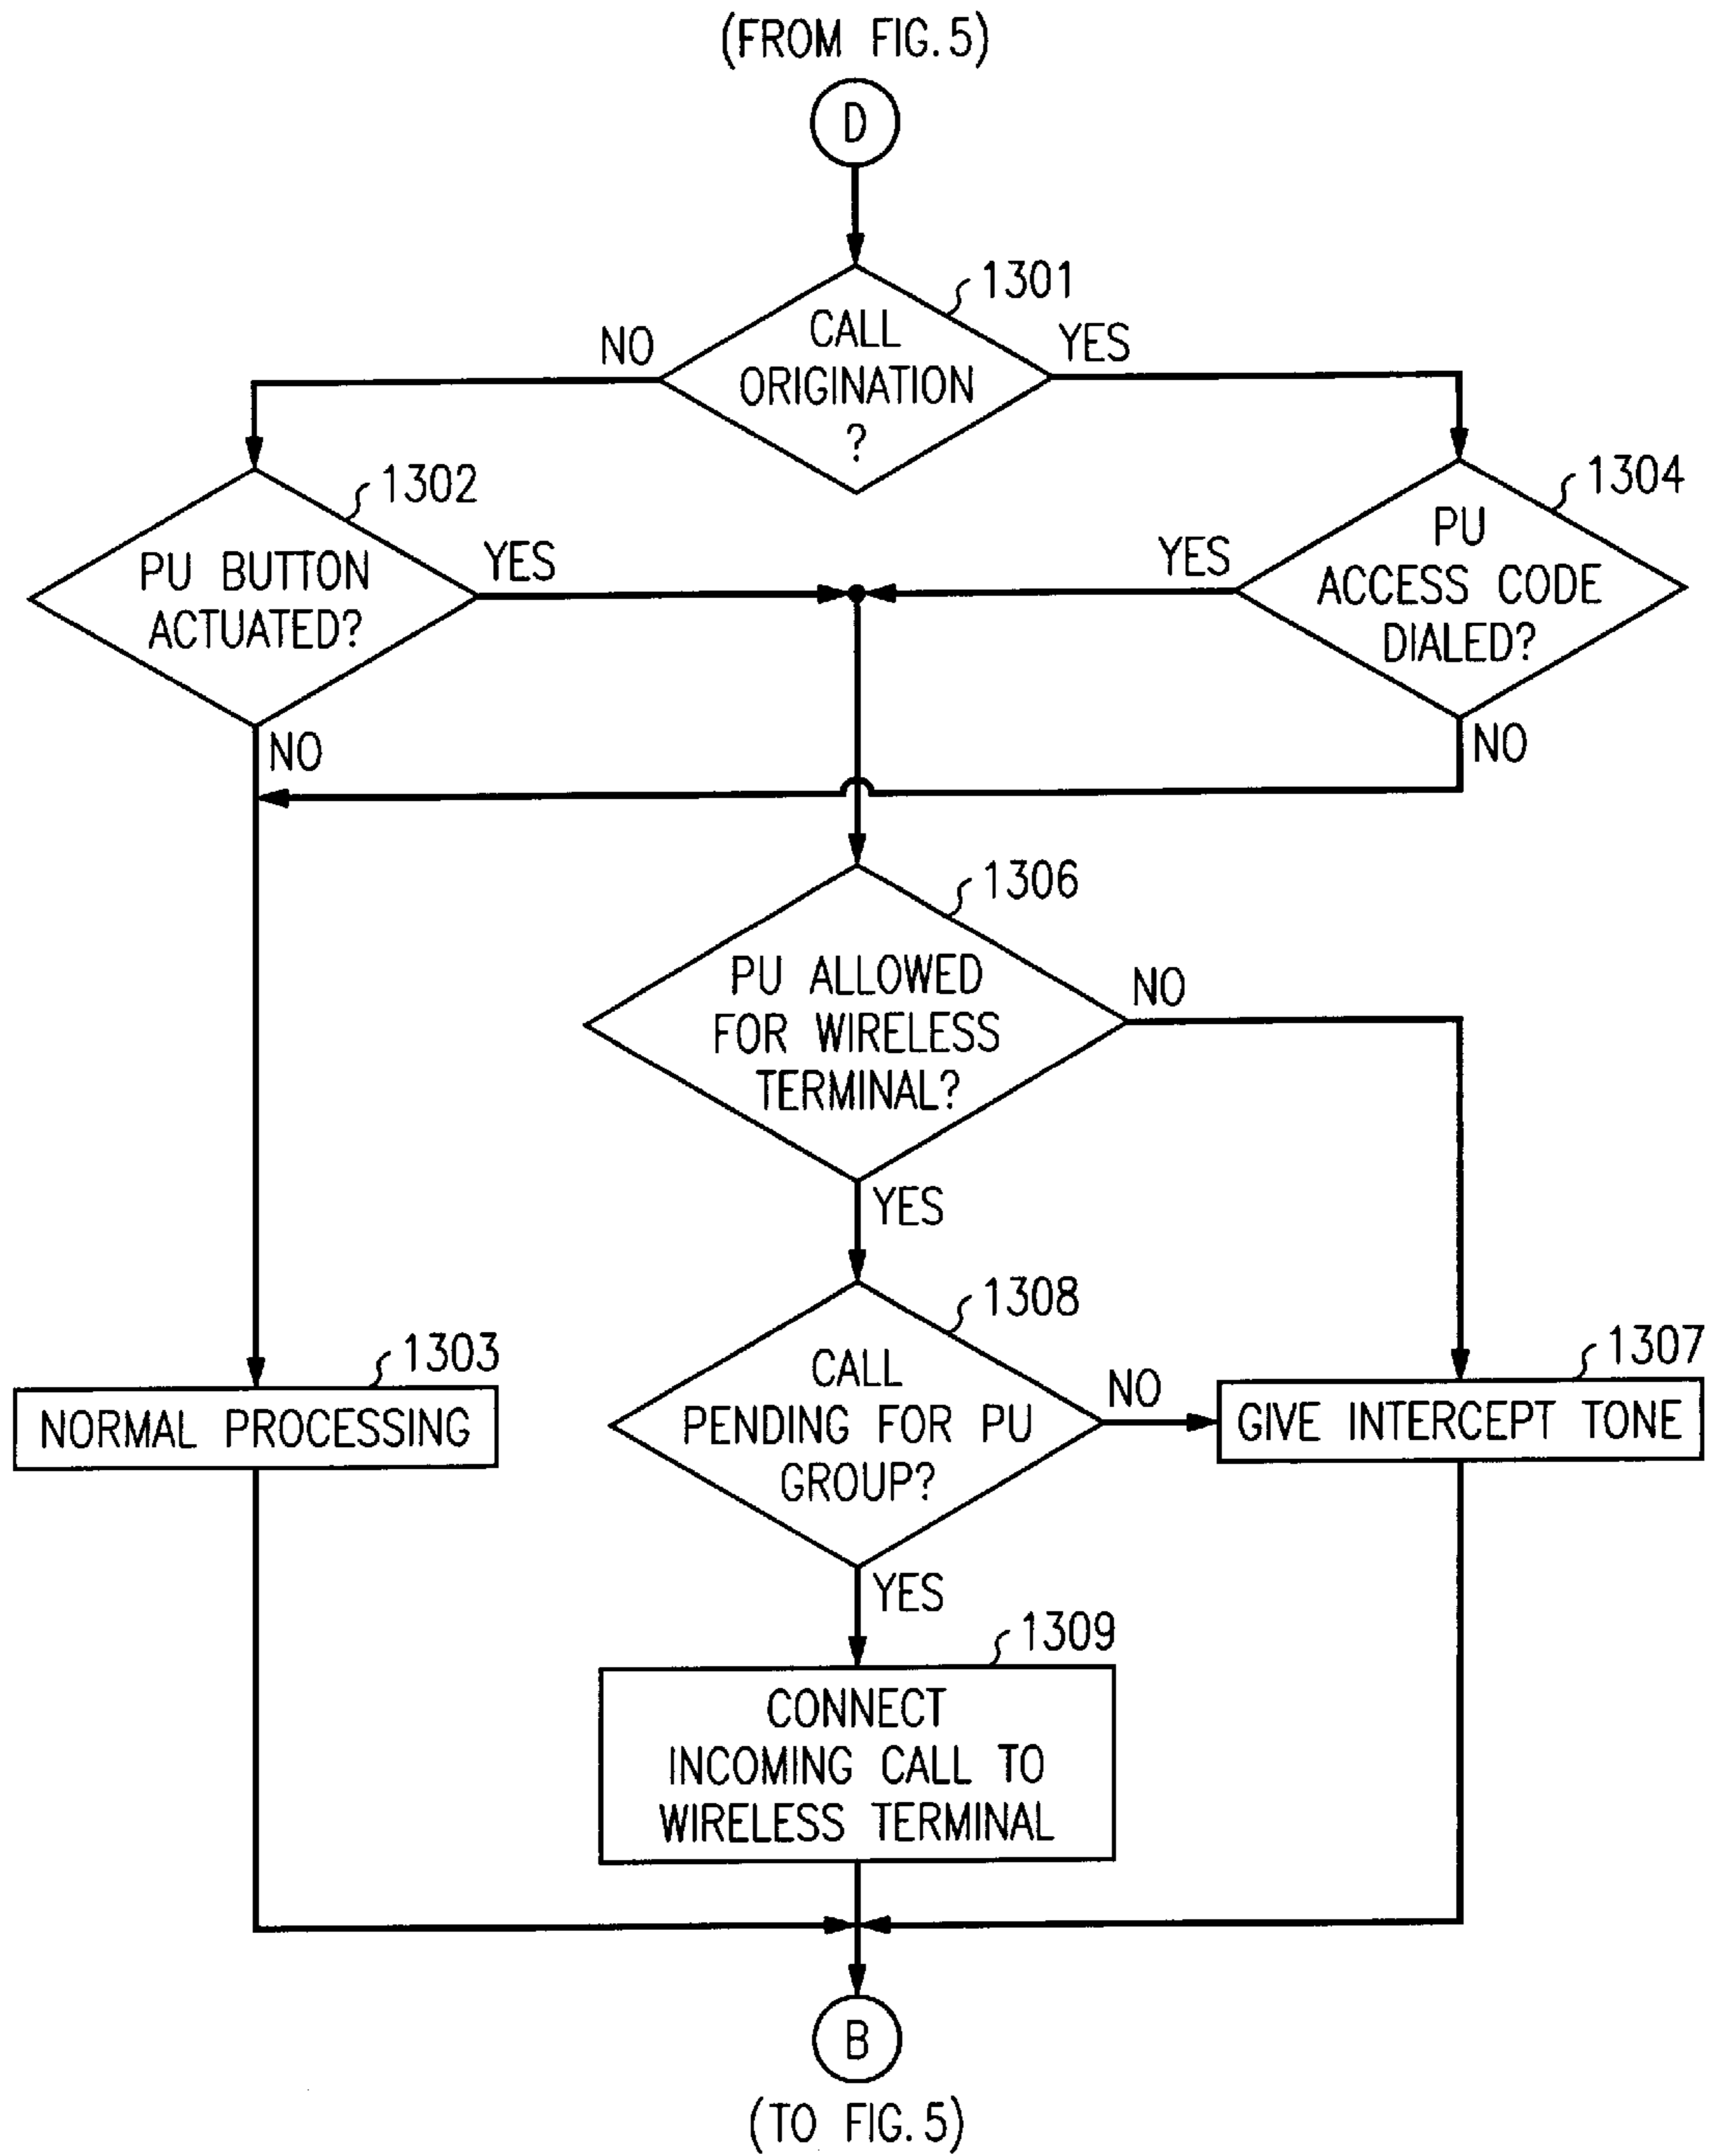 (FROM FIG. 5)
D
1301
CALL
ORIGINATION
?
NO
YES
1302
PU BUTTON
ACTUATED?
YES
NO
1304
PU
ACCESS CODE
DIALED?
YES
NO
1306
PU ALLOWED
FOR WIRELESS
TERMINAL?
NO
YES
1308
CALL
PENDING FOR PU
GROUP?
NO
YES
1303
NORMAL PROCESSING
1307
GIVE INTERCEPT TONE
1309
CONNECT
INCOMING CALL TO
WIRELESS TERMINAL
B
(TO FIG. 5)